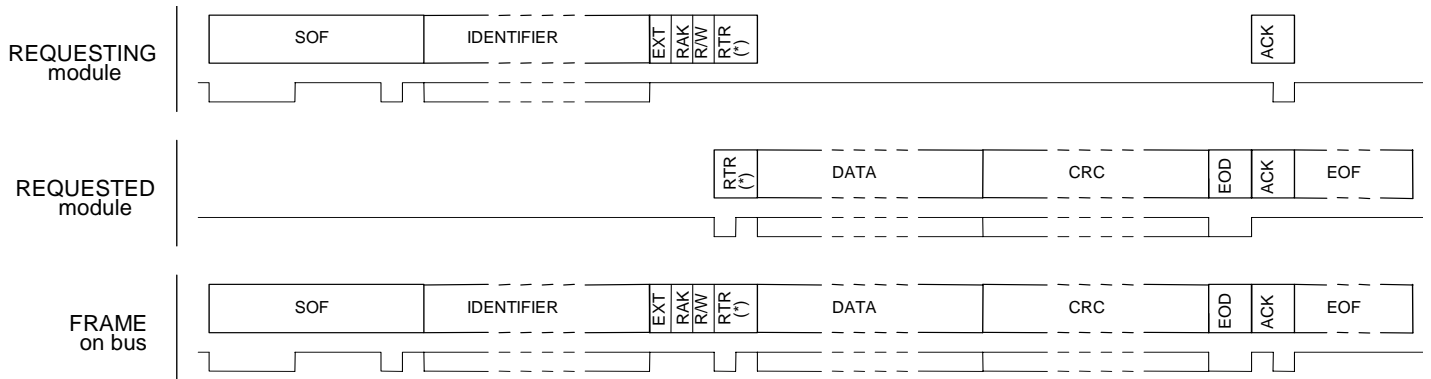 REQUESTING
module
SOF
IDENTIFIER
EXT
RAK
R/W
RTR
(*)
ACK
REQUESTED
module
RTR
(*)
DATA
CRC
EOD
ACK
EOF
FRAME
on bus
SOF
IDENTIFIER
EXT
RAK
R/W
RTR
(*)
DATA
CRC
EOD
ACK
EOF